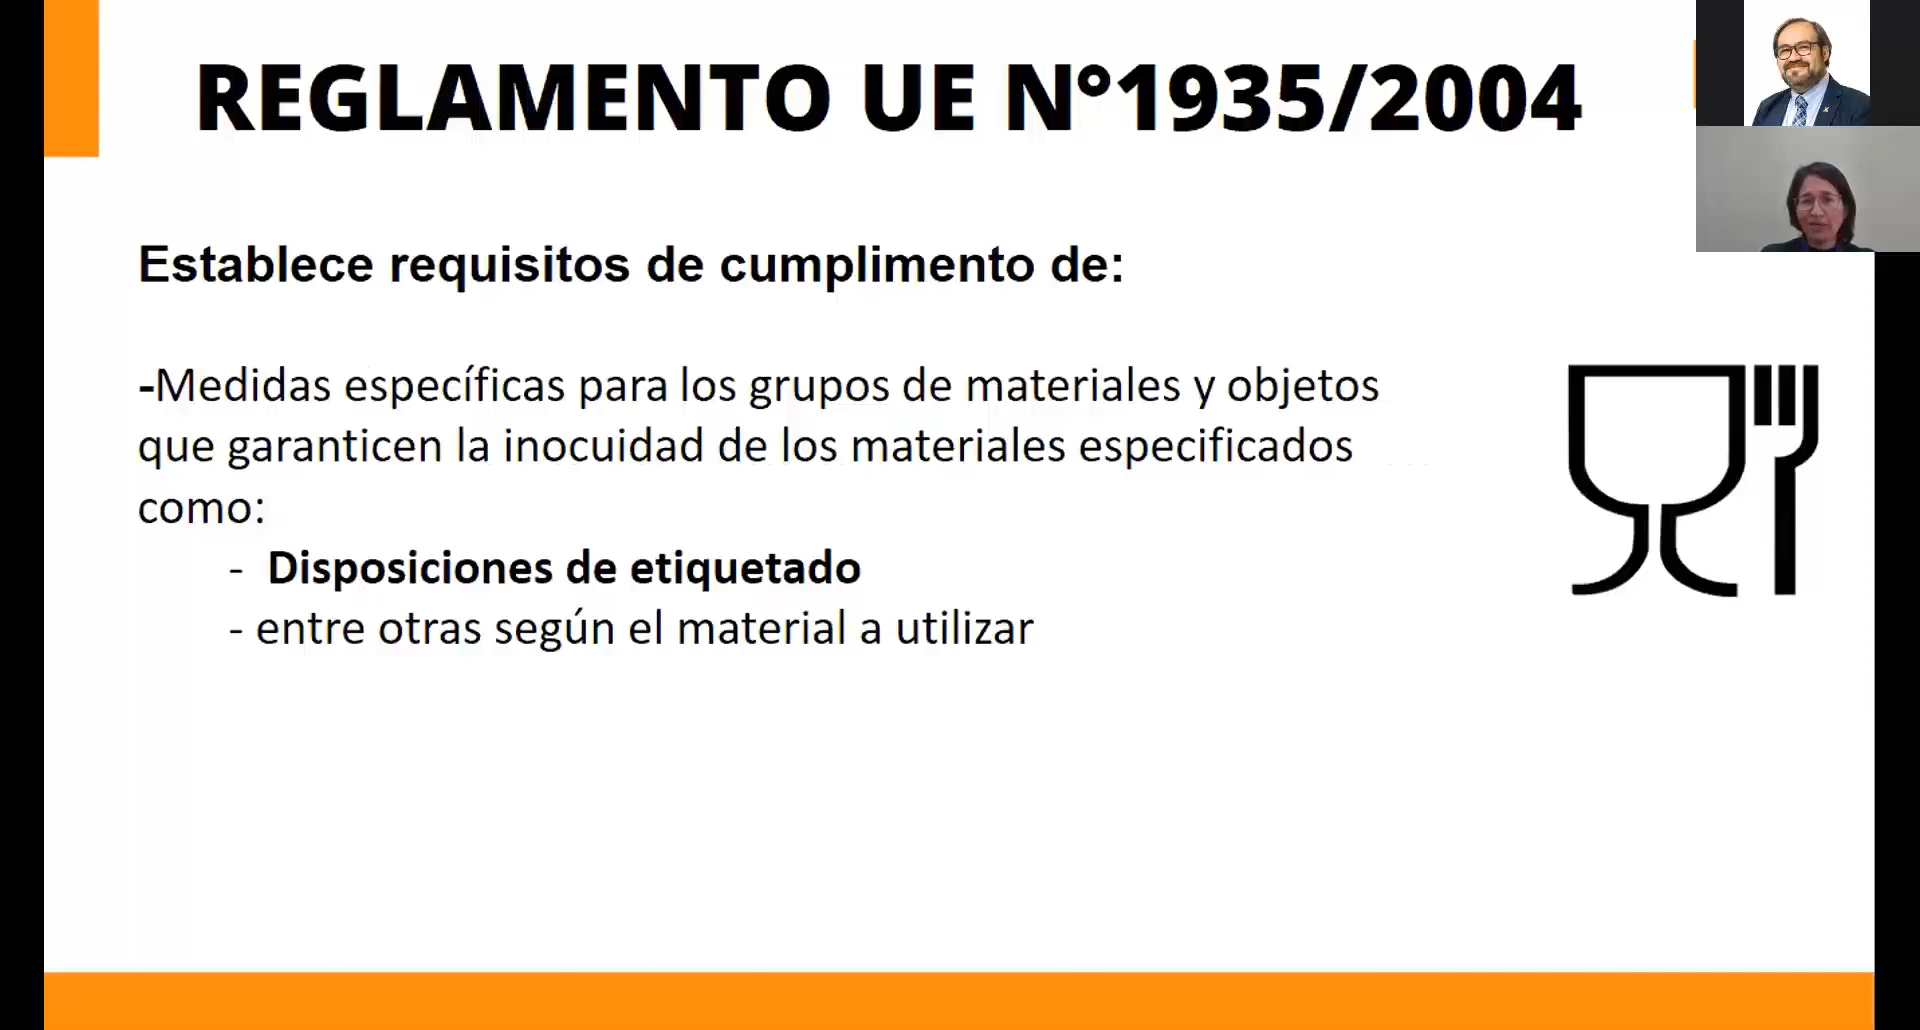 REGLAMENTO UE N°1935/2004
Establece requisitos de cumplimento de:
-Medidas específicas para los grupos de materiales y objetos
que garanticen la inocuidad de los materiales especificados
como:
- Disposiciones de etiquetado
- entre otras según el material a utilizar